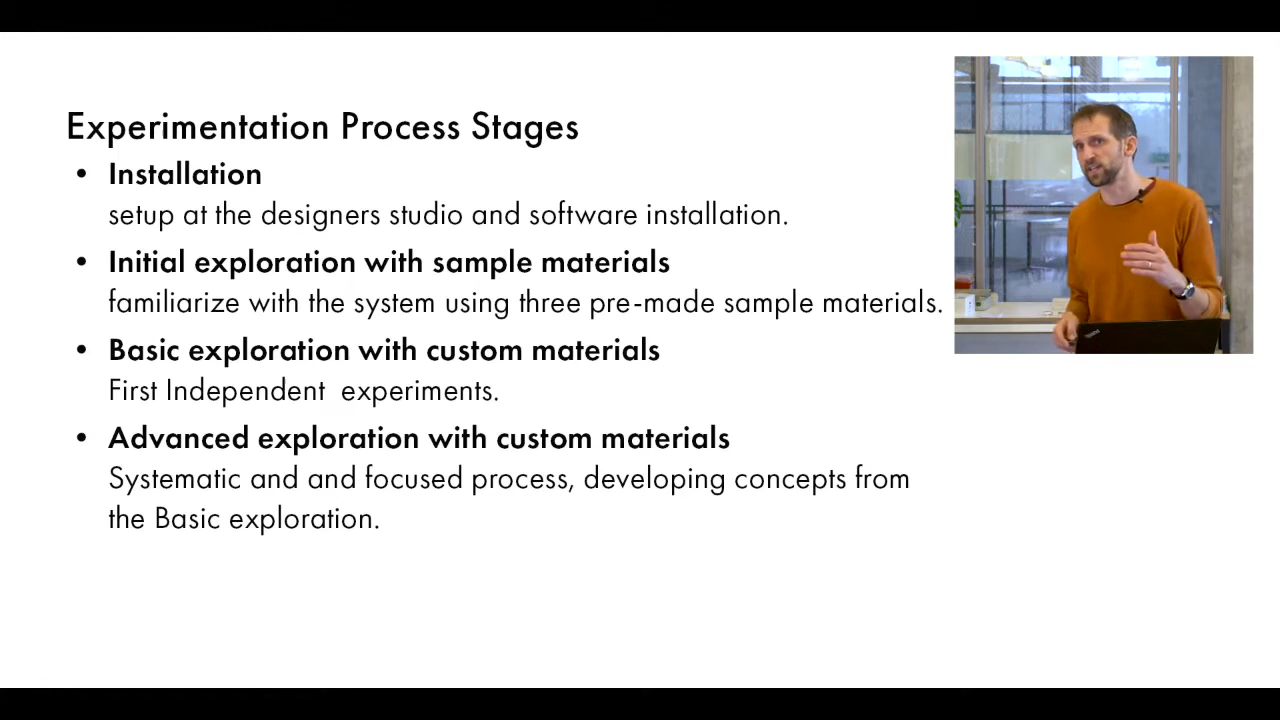 Experimentation Process Stages
• Installation
setup at the designers studio and software installation.
• Initial exploration with sample materials
familiarize with the system using three pre-made sample materials.
• Basic exploration with custom materials
First Independent  experiments.
• Advanced exploration with custom materials
Systematic and and focused process, developing concepts from
the Basic exploration.